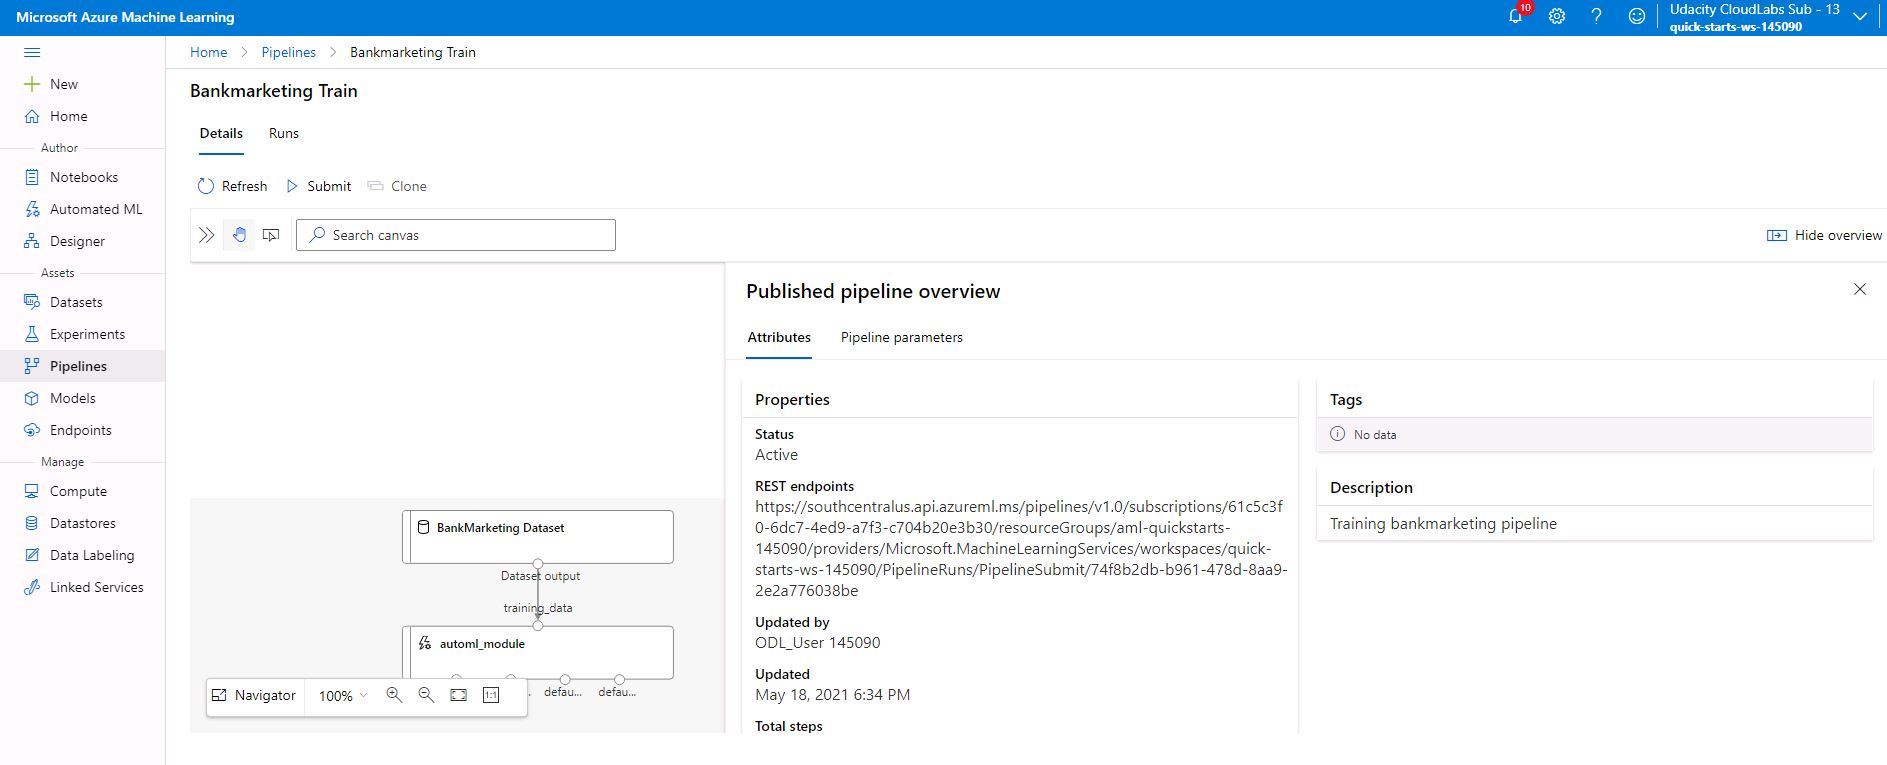 Microsoft Azure Machine Learning
10
Udacity CloudLabs Sub - 13
quick-starts-ws-145090
Home > Pipelines > Bankmarketing Train
New
Home
Author
Notebooks
Automated ML
Designer
Assets
Datasets
Experiments
Pipelines
Models
Endpoints
Manage
Compute
Datastores
Data Labeling
Linked Services
Bankmarketing Train
Details Runs
Refresh Submit Clone
Search canvas
Hide overview
BankMarketing Dataset
Dataset output
training_data
automl_module
defau... defau...
Navigator 100% 1:1
Published pipeline overview
Attributes Pipeline parameters
Properties
Status
Active
REST endpoints
https://southcentralus.api.azureml.ms/pipelines/v1.0/subscriptions/61c5c3f
0-6dc7-4ed9-a7f3-c704b20e3b30/resourceGroups/aml-quickstarts-
145090/providers/Microsoft.MachineLearningServices/workspaces/quick-
starts-ws-145090/PipelineRuns/PipelineSubmit/74f8b2db-b961-478d-8aa9-
2e2a776038be
Updated by
ODL_User 145090
Updated
May 18, 2021 6:34 PM
Total steps
Tags
No data
Description
Training bankmarketing pipeline